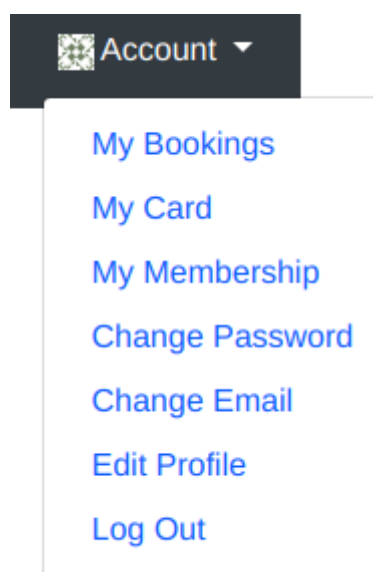 Account
My Bookings
My Card
My Membership
Change Password
Change Email
Edit Profile
Log Out